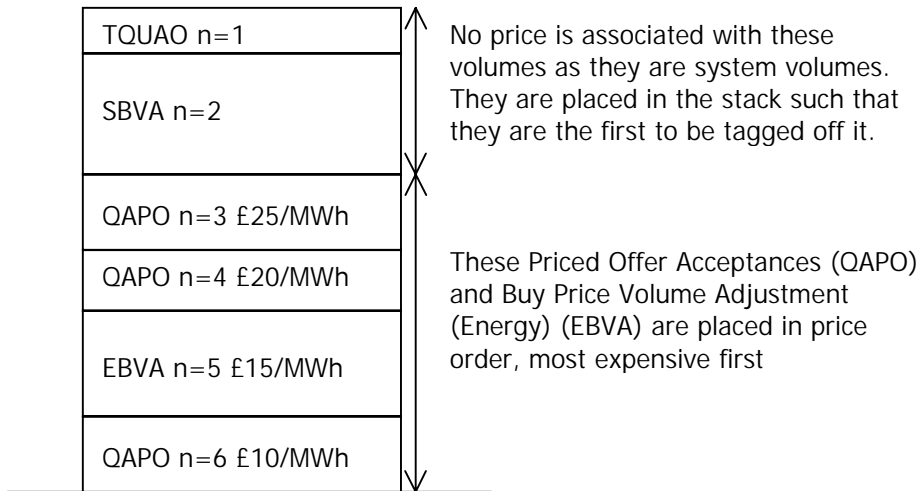 TQUAO n=1
SBVA n=2
QAPO n=3 £25/MWh
QAPO n=4 £20/MWh
EBVA n=5 £15/MWh
QAPO n=6 £10/MWh
No price is associated with these
volumes as they are system volumes.
They are placed in the stack such that
they are the first to be tagged off it.
These Priced Offer Acceptances (QAPO)
and Buy Price Volume Adjustment
(Energy) (EBVA) are placed in price
order, most expensive first